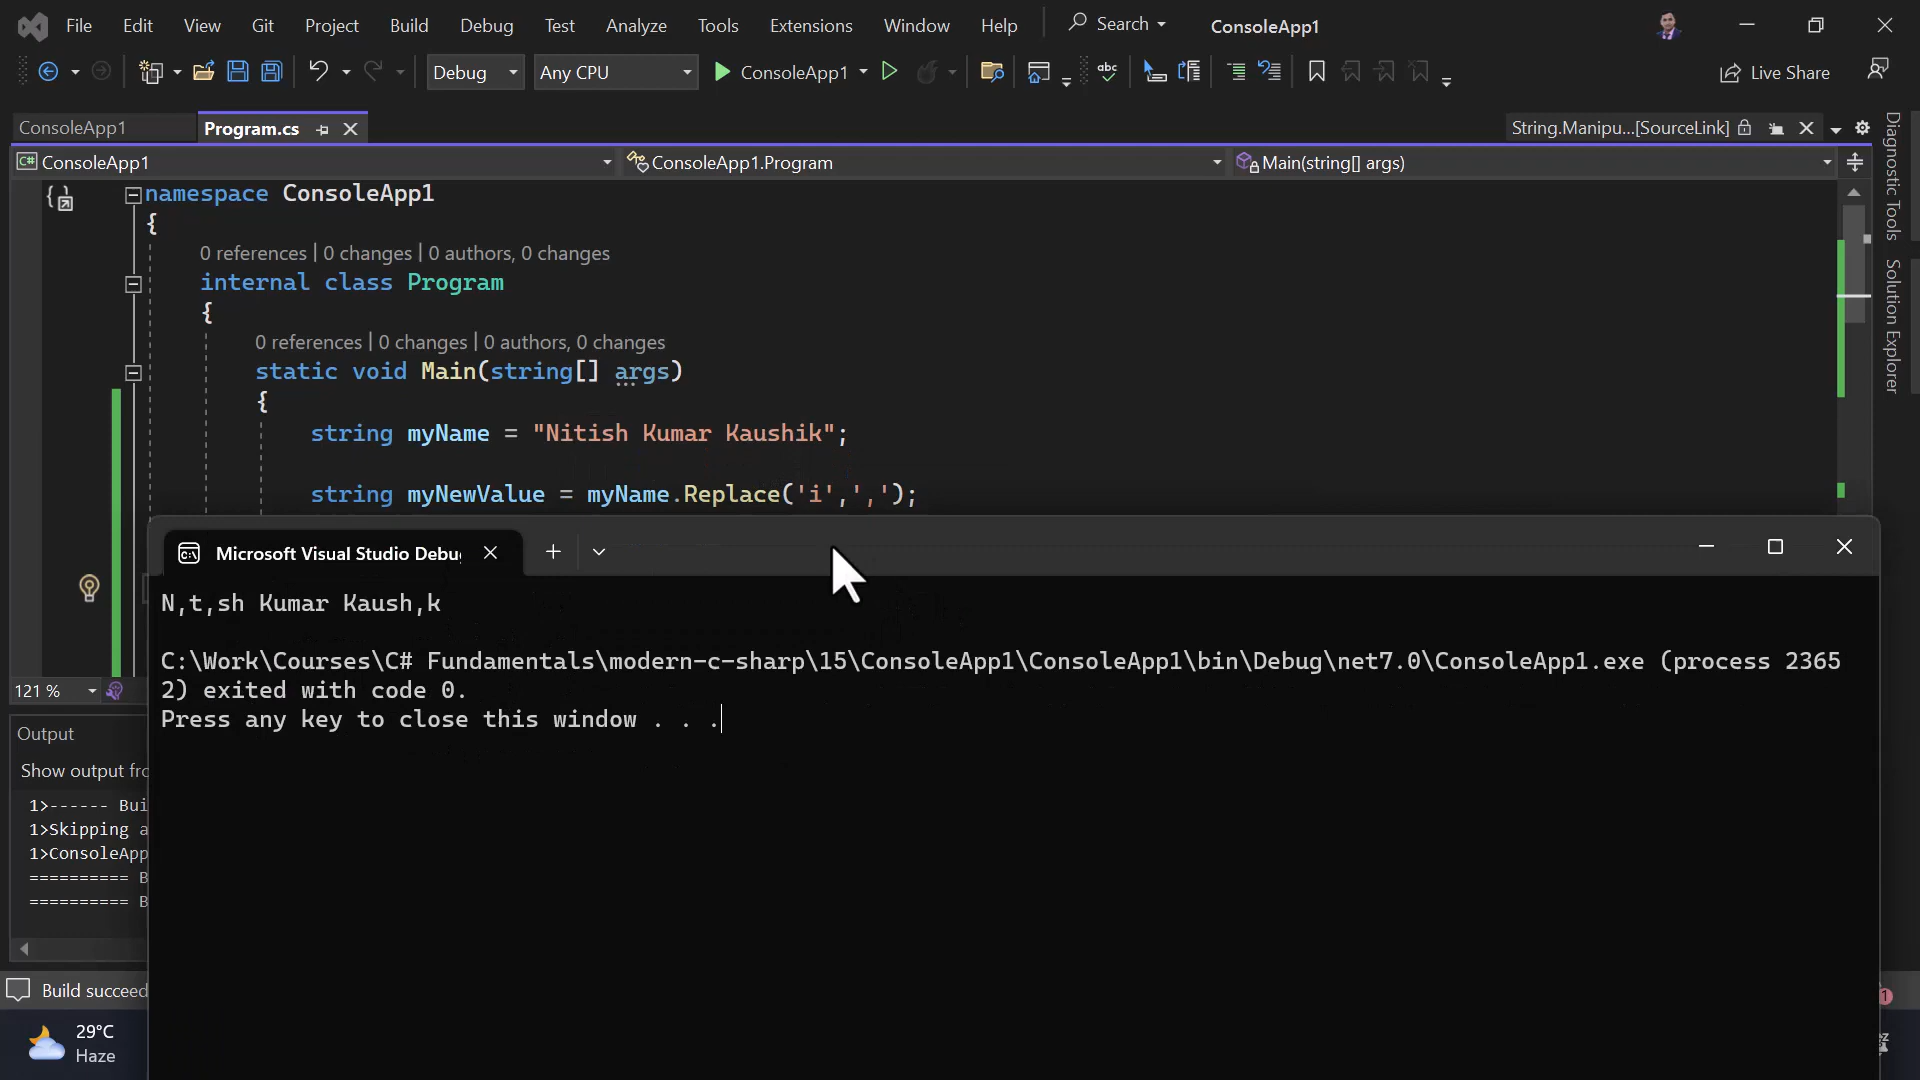 File Edit View Git Project Build Debug Test Analyze Tools Extensions Window Help Search ConsoleApp1
Debug Any CPU ConsoleApp1 Live Share
ConsoleApp1 Program.cs String.Manipu...[SourceLink]
C# ConsoleApp1 ConsoleApp1.Program Main(string[] args)
Diagnostic Tools
Solution Explorer
namespace ConsoleApp1
{
0 references | 0 changes | 0 authors, 0 changes
internal class Program
{
0 references | 0 changes | 0 authors, 0 changes
static void Main(string[] args)
{
string myName = "Nitish Kumar Kaushik";
string myNewValue = myName.Replace('i',',');
Microsoft Visual Studio Debu
N,t,sh Kumar Kaush,k
C:\Work\Courses\C# Fundamentals\modern-c-sharp\15\ConsoleApp1\ConsoleApp1\bin\Debug\net7.0\ConsoleApp1.exe (process 2365
2) exited with code 0.
Press any key to close this window . . .
121 %
Output
Show output fro
1>------ Bui
1>Skipping a
1>ConsoleApp
========== B
========== B
Build succeed
1
29°C
Haze